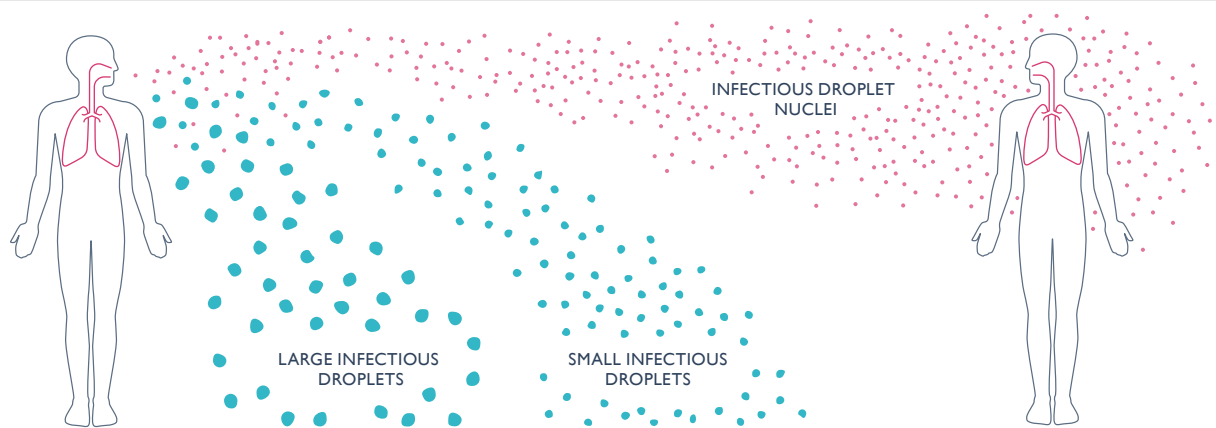 INFECTIOUS DROPLET
NUCLEI
LARGE INFECTIOUS
DROPLETS
SMALL INFECTIOUS
DROPLETS